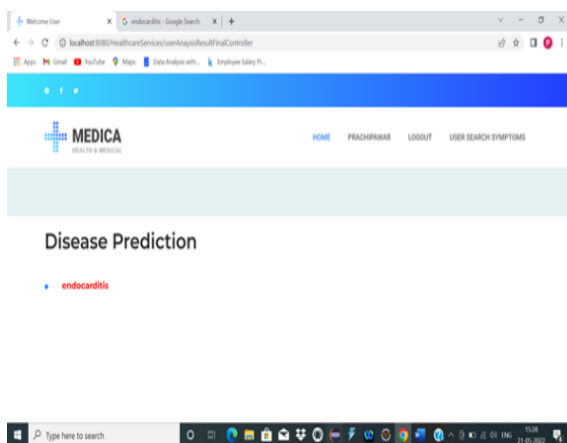 Welcome User
endocarditis - Google Search
localhost:8080/HealthcareServices/userAnaysisResultFinalController
Apps Gmail YouTube Maps Data Analysis with... Employee Salary Pr...
MEDICA
HEALTH & MEDICAL
HOME PRACHIPAWAR LOGOUT USER SEARCH SYMPTOMS
Disease Prediction
endocarditis
Type here to search
ENG
15:28
21-05-2022